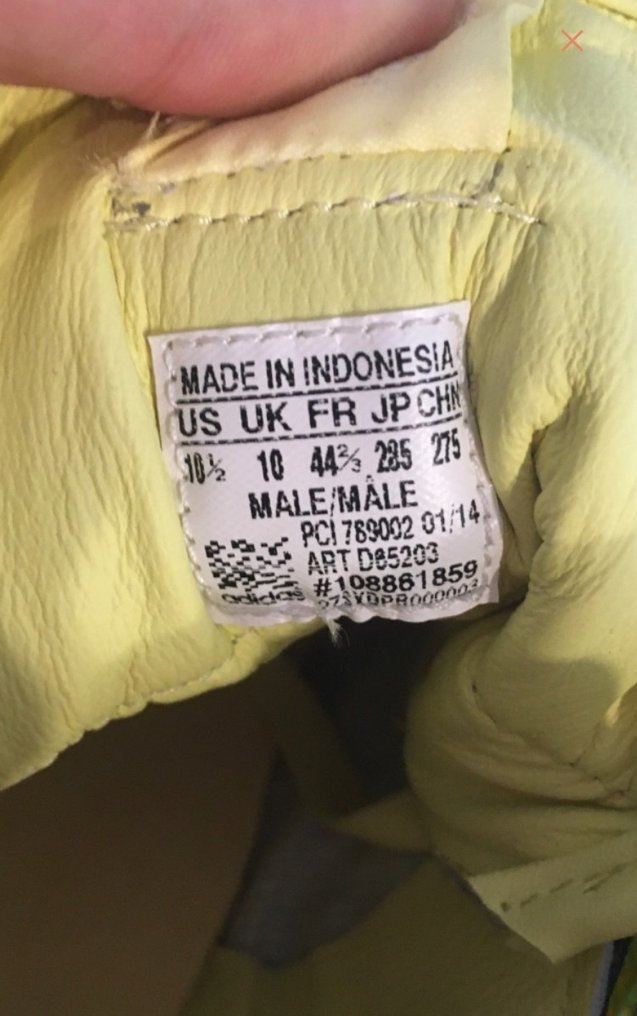 MADE IN INDONESIA
US UK FR JP CHN
10½ 10 44⅔ 285 275
MALE/MÂLE
PCI 789002 01/14
ART D65203
#108861859
adidas